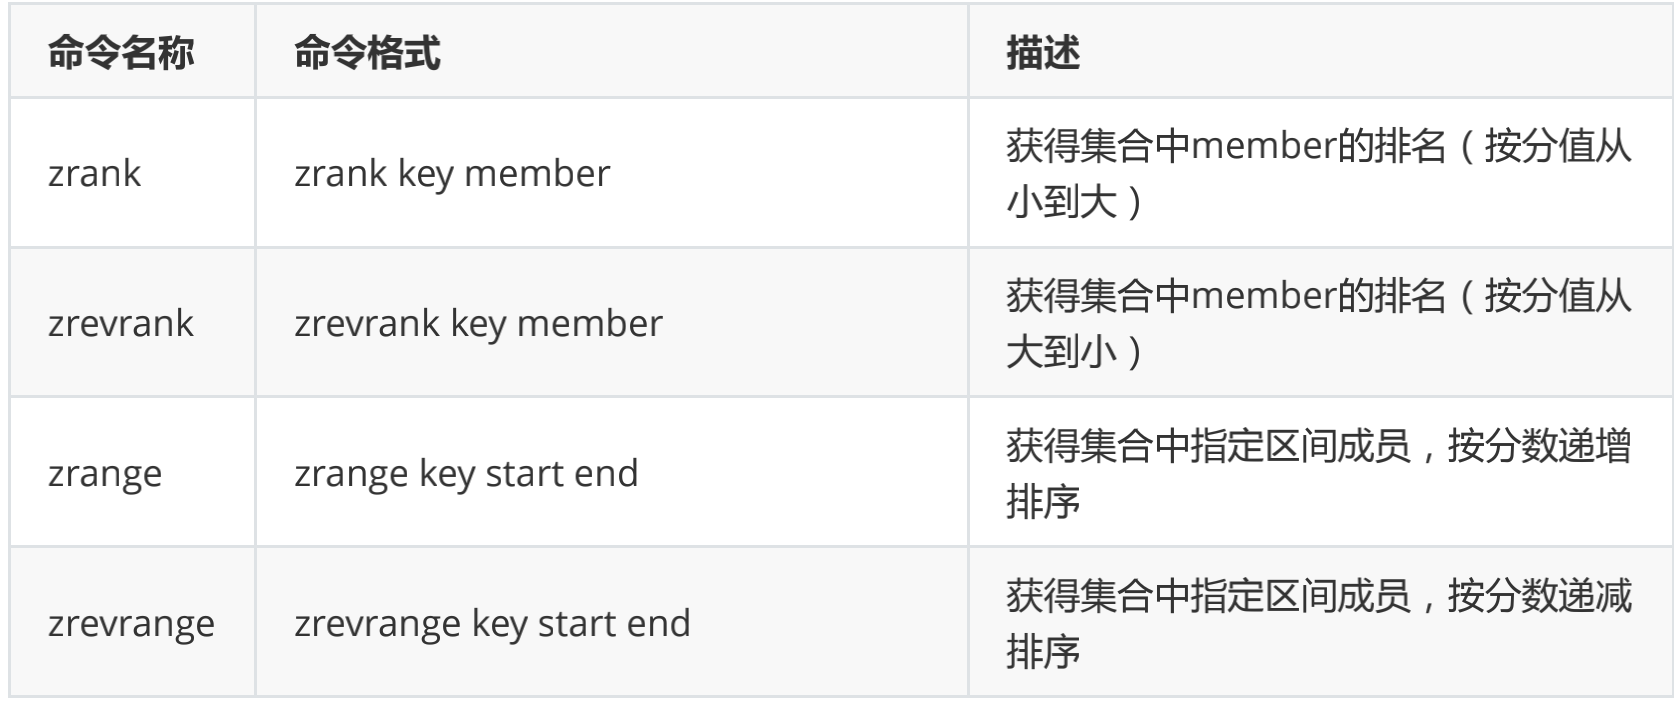 命令名称 命令格式 描述
zrank zrank key member 获得集合中member的排名（按分值从
小到大）
zrevrank zrevrank key member 获得集合中member的排名（按分值从
大到小）
zrange zrange key start end 获得集合中指定区间成员，按分数递增
排序
zrevrange zrevrange key start end 获得集合中指定区间成员，按分数递减
排序